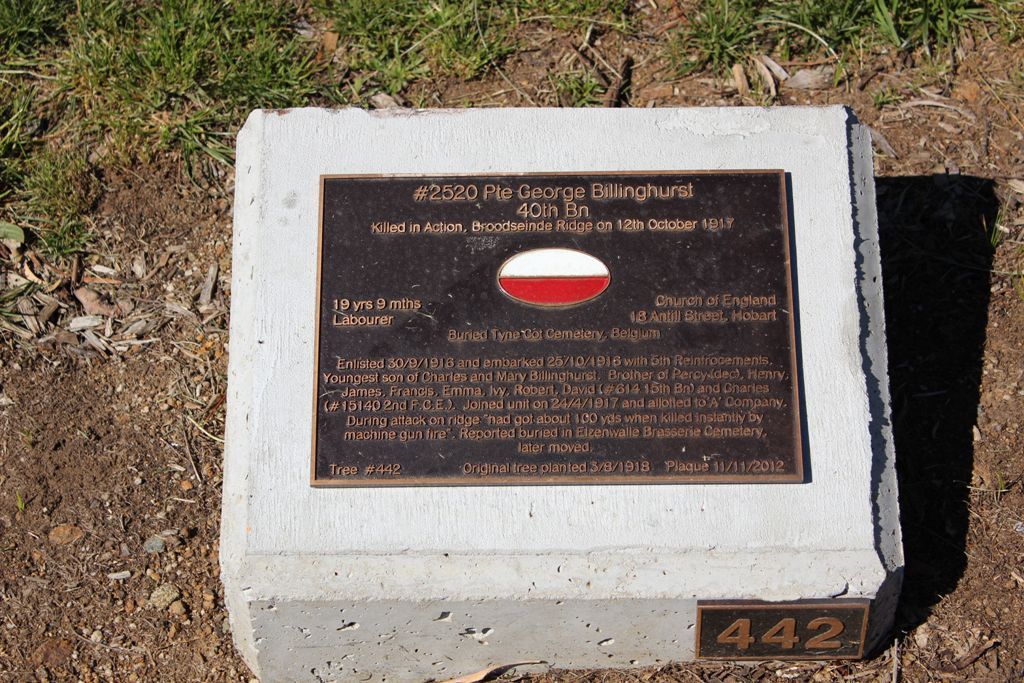 #2520 Pte George Billinghurst
40th Bn
Killed in Action, Broodseinde Ridge on 12th October 1917
19 yrs 9 mths
Labourer
Church of England
18 Antill Street, Hobart
Buried Tyne Cot Cemetery, Belgium
Enlisted 30/9/1916 and embarked 25/10/1916 with 5th Reintrocements.
Youngest son of Charles and Mary Billinghurst. Brother of Percy(dec), Henry,
James, Francis, Emma, Ivy, Robert, David (#614 15th Bn) and Charles
(#15140 2nd F.C.E.). Joined unit on 24/4/1917 and allotted to 'A' Company.
During attack on ridge "had got about 100 yds when killed instantly by
machine gun fire". Reported buried in Elzenwalle Brasserie Cemetery,
later moved.
Tree #442 Original tree planted 3/8/1918 Plaque 11/11/2012
442